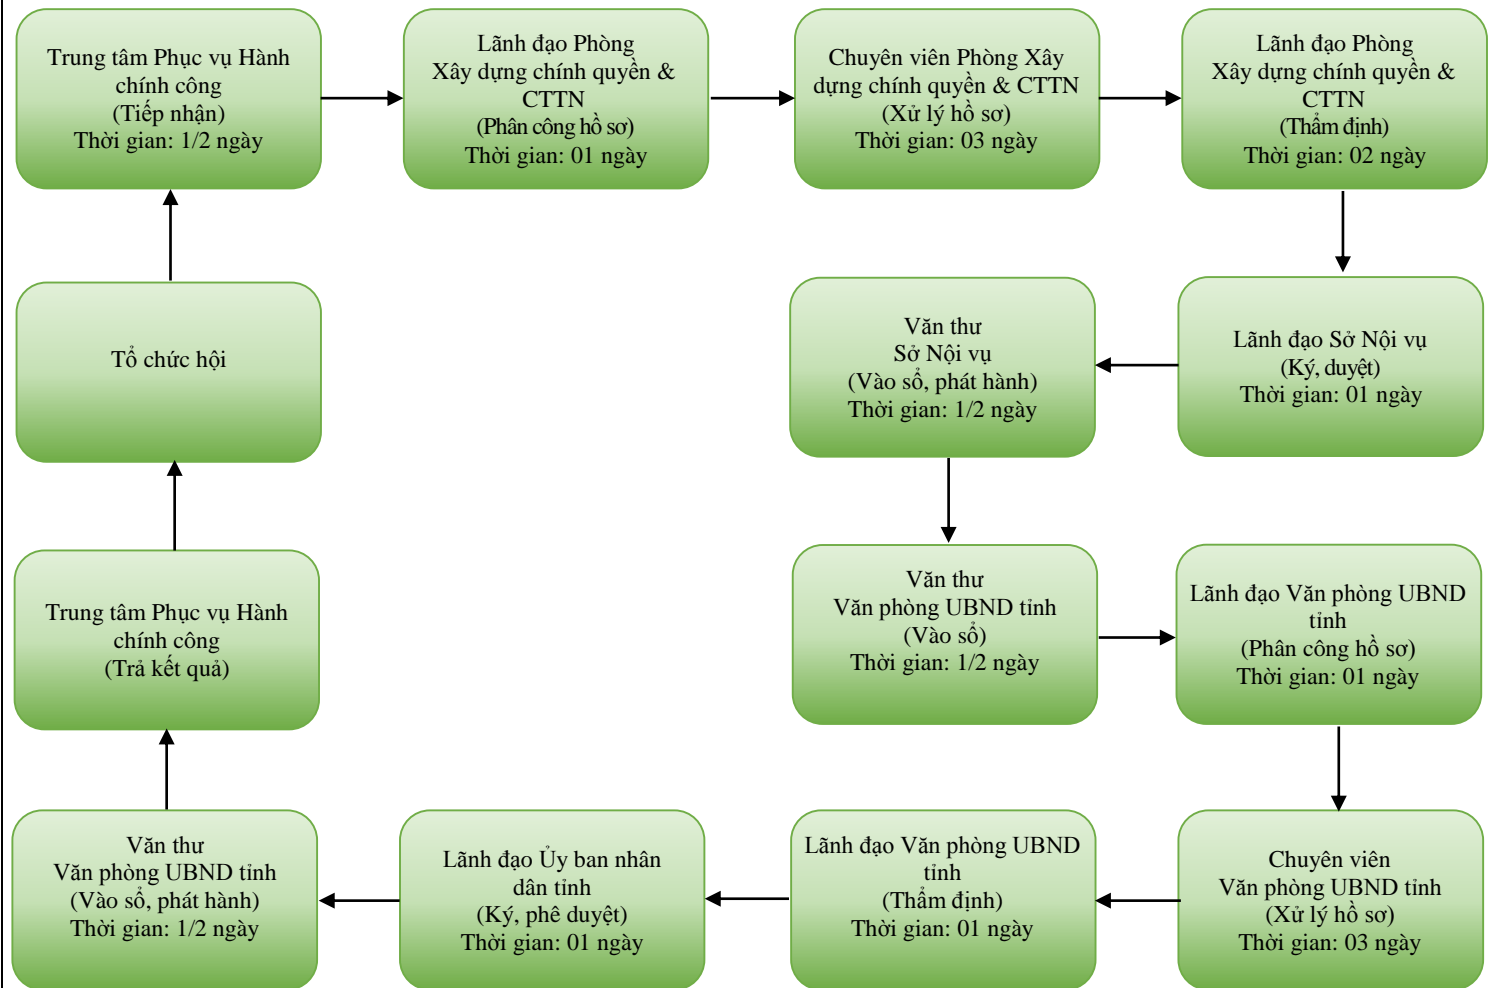 Trung tâm Phục vụ Hành
chính công
(Tiếp nhận)
Thời gian: 1/2 ngày
Lãnh đạo Phòng
Xây dựng chính quyền &
CTTN
(Phân công hồ sơ)
Thời gian: 01 ngày
Chuyên viên Phòng Xây
dựng chính quyền & CTTN
(Xử lý hồ sơ)
Thời gian: 03 ngày
Lãnh đạo Phòng
Xây dựng chính quyền &
CTTN
(Thẩm định)
Thời gian: 02 ngày
Tổ chức hội
Văn thư
Sở Nội vụ
(Vào sổ, phát hành)
Thời gian: 1/2 ngày
Lãnh đạo Sở Nội vụ
(Ký, duyệt)
Thời gian: 01 ngày
Trung tâm Phục vụ Hành
chính công
(Trả kết quả)
Văn thư
Văn phòng UBND tỉnh
(Vào sổ)
Thời gian: 1/2 ngày
Lãnh đạo Văn phòng UBND
tỉnh
(Phân công hồ sơ)
Thời gian: 01 ngày
Văn thư
Văn phòng UBND tỉnh
(Vào sổ, phát hành)
Thời gian: 1/2 ngày
Lãnh đạo Ủy ban nhân
dân tỉnh
(Ký, phê duyệt)
Thời gian: 01 ngày
Lãnh đạo Văn phòng UBND
tỉnh
(Thẩm định)
Thời gian: 01 ngày
Chuyên viên
Văn phòng UBND tỉnh
(Xử lý hồ sơ)
Thời gian: 03 ngày